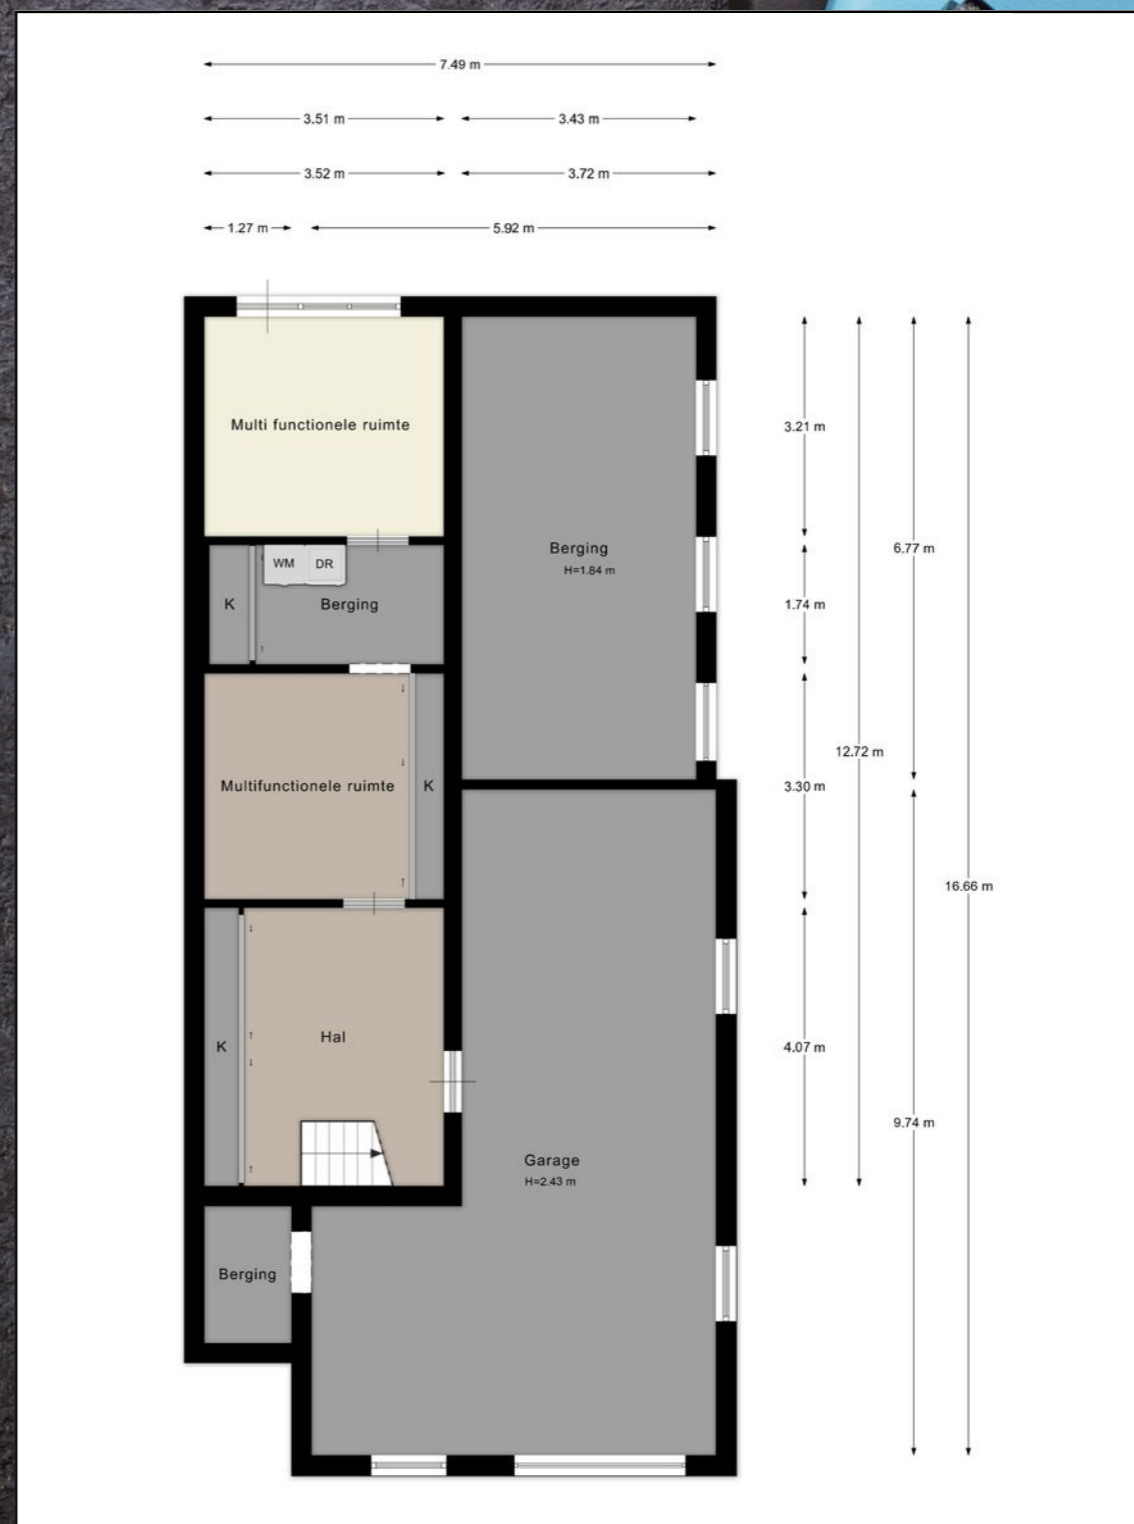 7.49 m
3.51 m
3.43 m
3.52 m
3.72 m
1.27 m
5.92 m
Multi functionele ruimte
3.21 m
Berging
H=1.84 m
6.77 m
WM
DR
K
Berging
1.74 m
12.72 m
Multifunctionele ruimte
K
3.30 m
16.66 m
Hal
K
4.07 m
9.74 m
Garage
H=2.43 m
Berging